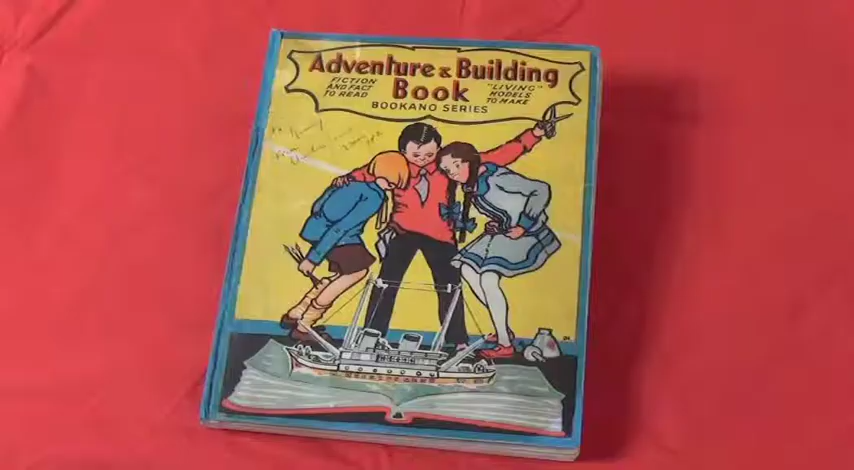 Adventure & Building
Book
FICTION
AND FACT
TO READ
"LIVING"
MODELS
TO MAKE
BOOKANO SERIES